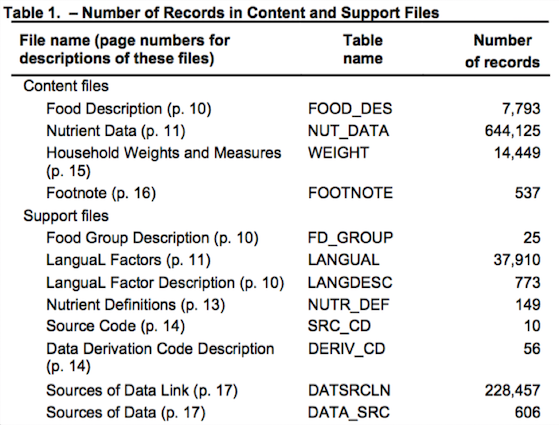 Table 1. – Number of Records in Content and Support Files
File name (page numbers for descriptions of these files) Table name Number of records
Content files
Food Description (p. 10) FOOD_DES 7,793
Nutrient Data (p. 11) NUT_DATA 644,125
Household Weights and Measures (p. 15) WEIGHT 14,449
Footnote (p. 16) FOOTNOTE 537
Support files
Food Group Description (p. 10) FD_GROUP 25
LanguaL Factors (p. 11) LANGUAL 37,910
LanguaL Factor Description (p. 10) LANGDESC 773
Nutrient Definitions (p. 13) NUTR_DEF 149
Source Code (p. 14) SRC_CD 10
Data Derivation Code Description (p. 14) DERIV_CD 56
Sources of Data Link (p. 17) DATSRCLN 228,457
Sources of Data (p. 17) DATA_SRC 606